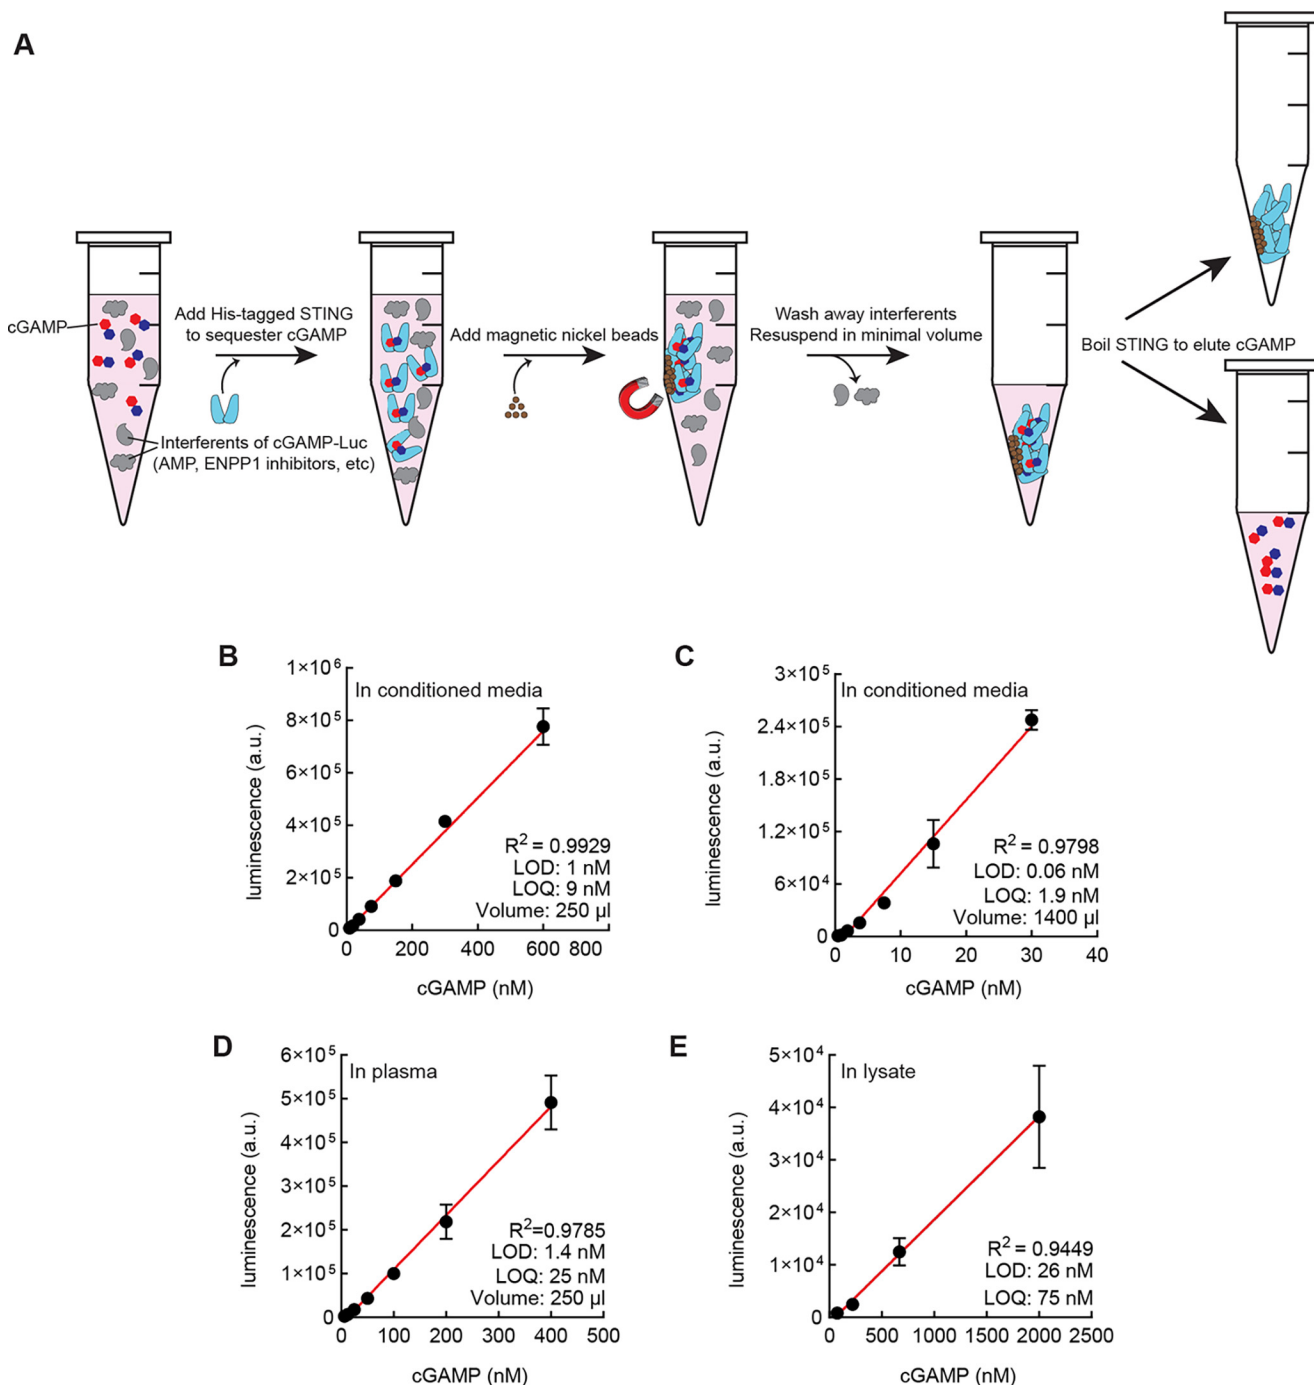 A
cGAMP
Add His-tagged STING
to sequester cGAMP
Interferents of cGAMP-Luc
(AMP, ENPP1 inhibitors, etc)
Add magnetic nickel beads
Wash away interferents
Resuspend in minimal volume
Boil STING to elute cGAMP
B
In conditioned media
luminescence (a.u.)
1×10⁶
8×10⁵
6×10⁵
4×10⁵
2×10⁵
0
R² = 0.9929
LOD: 1 nM
LOQ: 9 nM
Volume: 250 µl
0 200 400 600 800
cGAMP (nM)
C
In conditioned media
luminescence (a.u.)
3×10⁵
2.4×10⁵
1.8×10⁵
1.2×10⁵
6×10⁴
0
R² = 0.9798
LOD: 0.06 nM
LOQ: 1.9 nM
Volume: 1400 µl
0 10 20 30 40
cGAMP (nM)
D
In plasma
luminescence (a.u.)
6×10⁵
5×10⁵
4×10⁵
3×10⁵
2×10⁵
1×10⁵
0
R²=0.9785
LOD: 1.4 nM
LOQ: 25 nM
Volume: 250 µl
0 100 200 300 400 500
cGAMP (nM)
E
In lysate
luminescence (a.u.)
5×10⁴
4×10⁴
3×10⁴
2×10⁴
1×10⁴
0
R² = 0.9449
LOD: 26 nM
LOQ: 75 nM
0 500 1000 1500 2000 2500
cGAMP (nM)